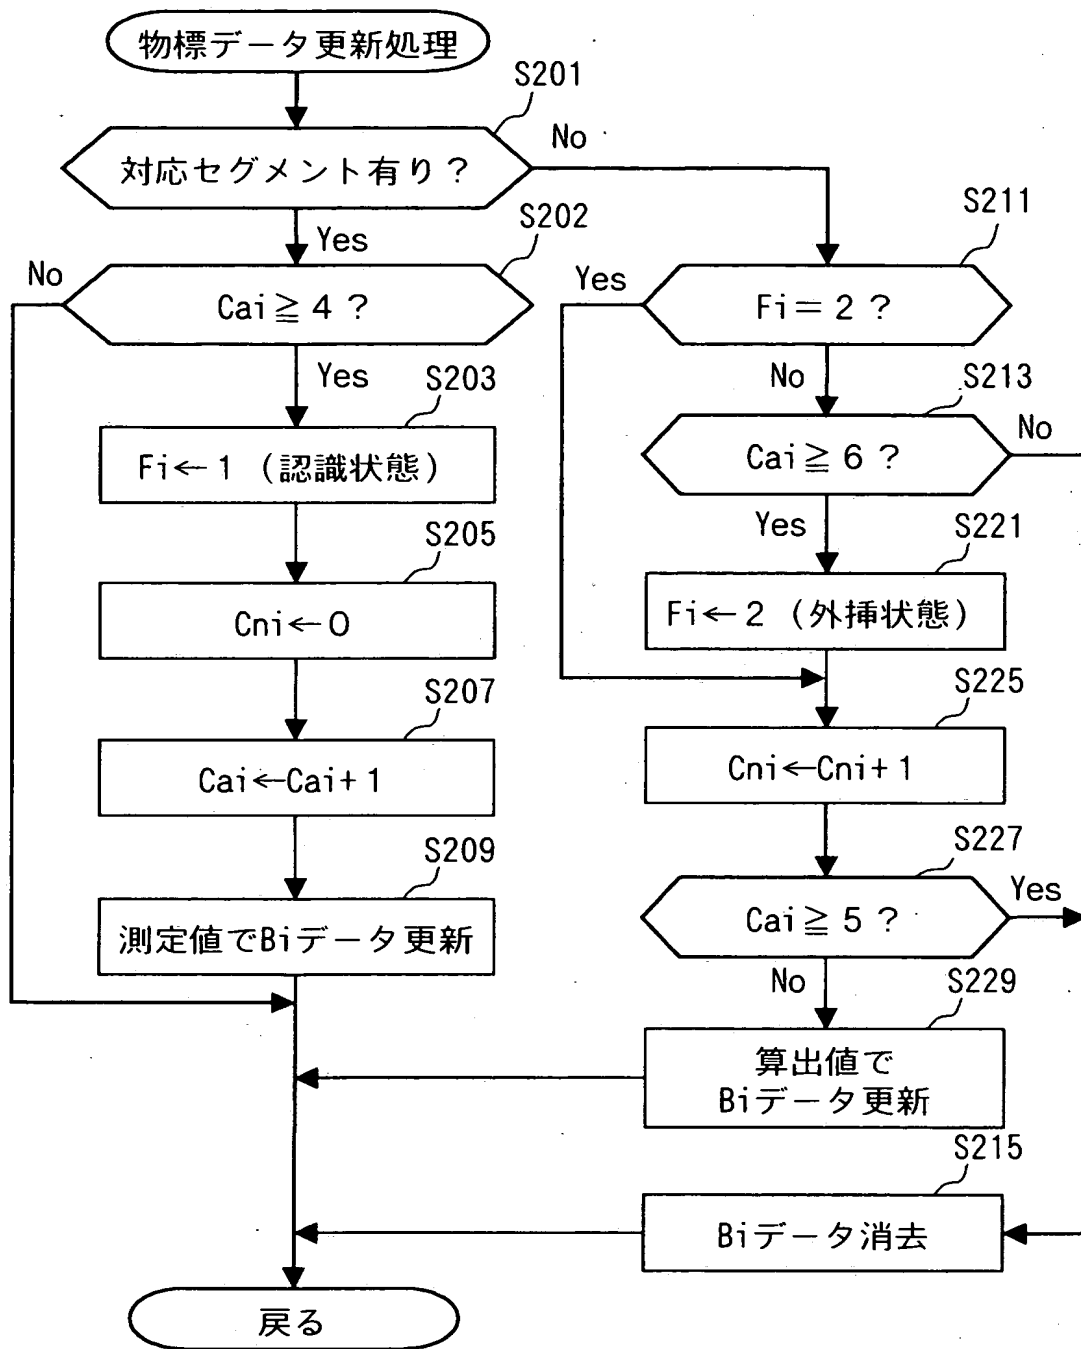 物標データ更新処理
S201
対応セグメント有り？
No
Yes
S202
No
Cai≧4？
Yes
S203
Fi←1（認識状態）
S205
Cni←0
S207
Cai←Cai+1
S209
測定値でBiデータ更新
S211
Yes
Fi＝2？
No
S213
Cai≧6？
No
Yes
S221
Fi←2（外挿状態）
S225
Cni←Cni+1
S227
Cai≧5？
Yes
No
S229
算出値で
Biデータ更新
S215
Biデータ消去
戻る